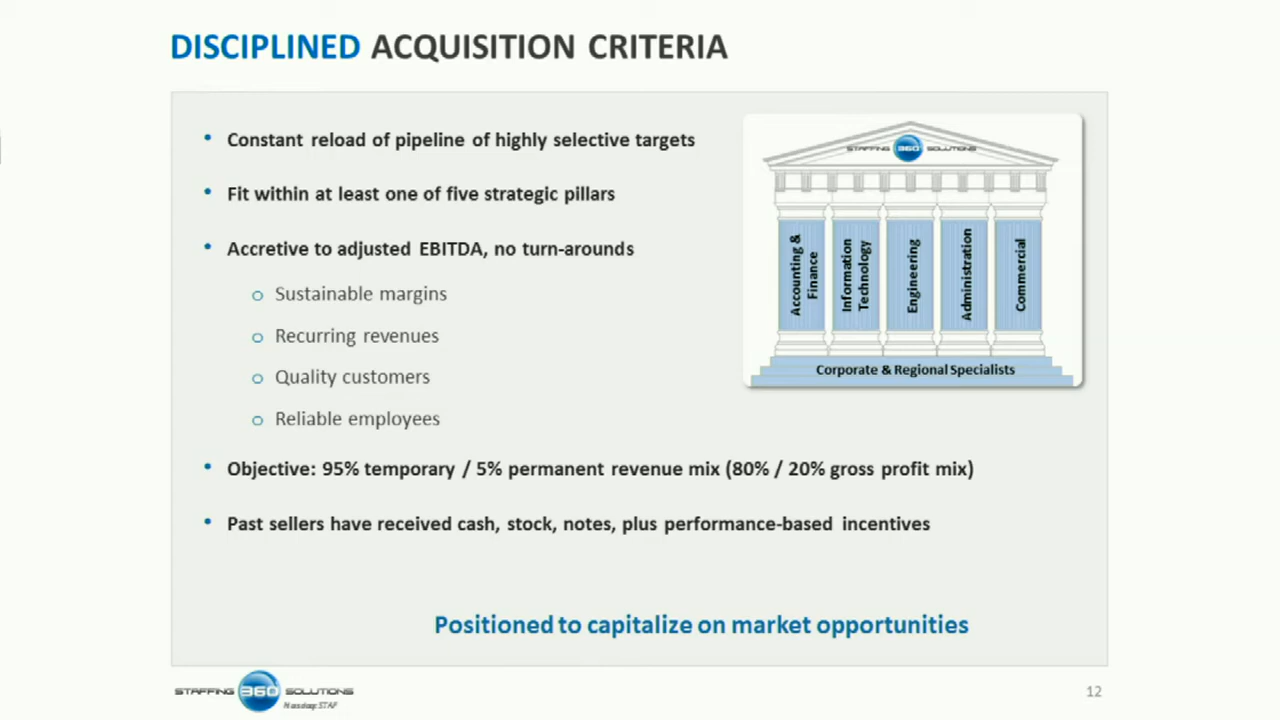 DISCIPLINED ACQUISITION CRITERIA
• Constant reload of pipeline of highly selective targets
• Fit within at least one of five strategic pillars
• Accretive to adjusted EBITDA, no turn-arounds
o Sustainable margins
o Recurring revenues
o Quality customers
o Reliable employees
• Objective: 95% temporary / 5% permanent revenue mix (80% / 20% gross profit mix)
• Past sellers have received cash, stock, notes, plus performance-based incentives
STAFFING 360 SOLUTIONS
Accounting &
Finance
Information
Technology
Engineering
Administration
Commercial
Corporate & Regional Specialists
Positioned to capitalize on market opportunities
STAFFING 360 SOLUTIONS
Nasdaq: STAF
12